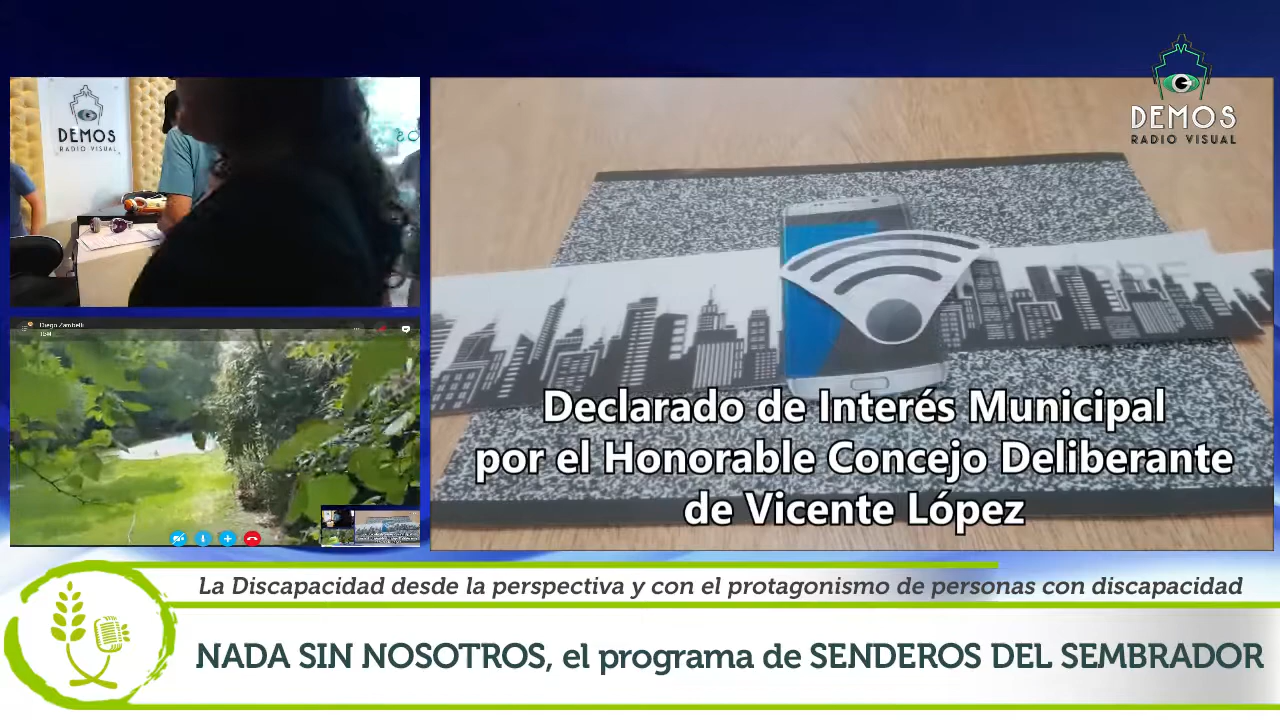 DEMOS
RADIO VISUAL
DEMOS
RADIO VISUAL
Diego Zambelli
Declarado de Interés Municipal
por el Honorable Concejo Deliberante
de Vicente López
La Discapacidad desde la perspectiva y con el protagonismo de personas con discapacidad
NADA SIN NOSOTROS, el programa de SENDEROS DEL SEMBRADOR